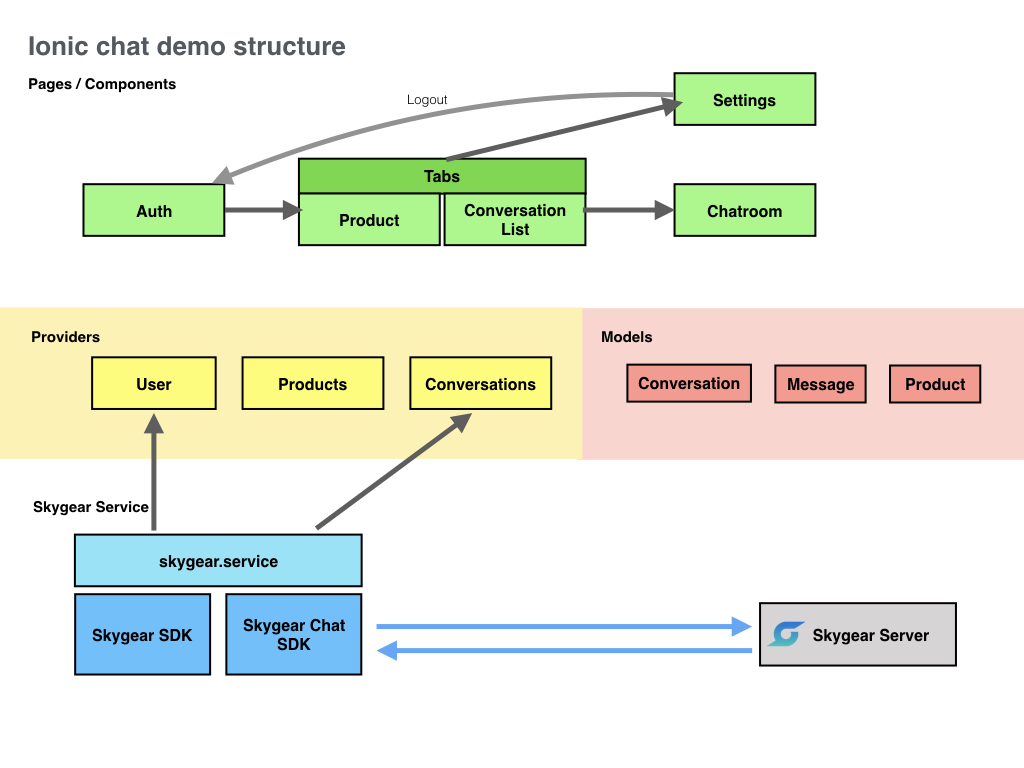 Ionic chat demo structure
Pages / Components
Logout
Settings
Tabs
Auth
Product
Conversation
List
Chatroom
Providers
User
Products
Conversations
Models
Conversation
Message
Product
Skygear Service
skygear.service
Skygear SDK
Skygear Chat
SDK
Skygear Server